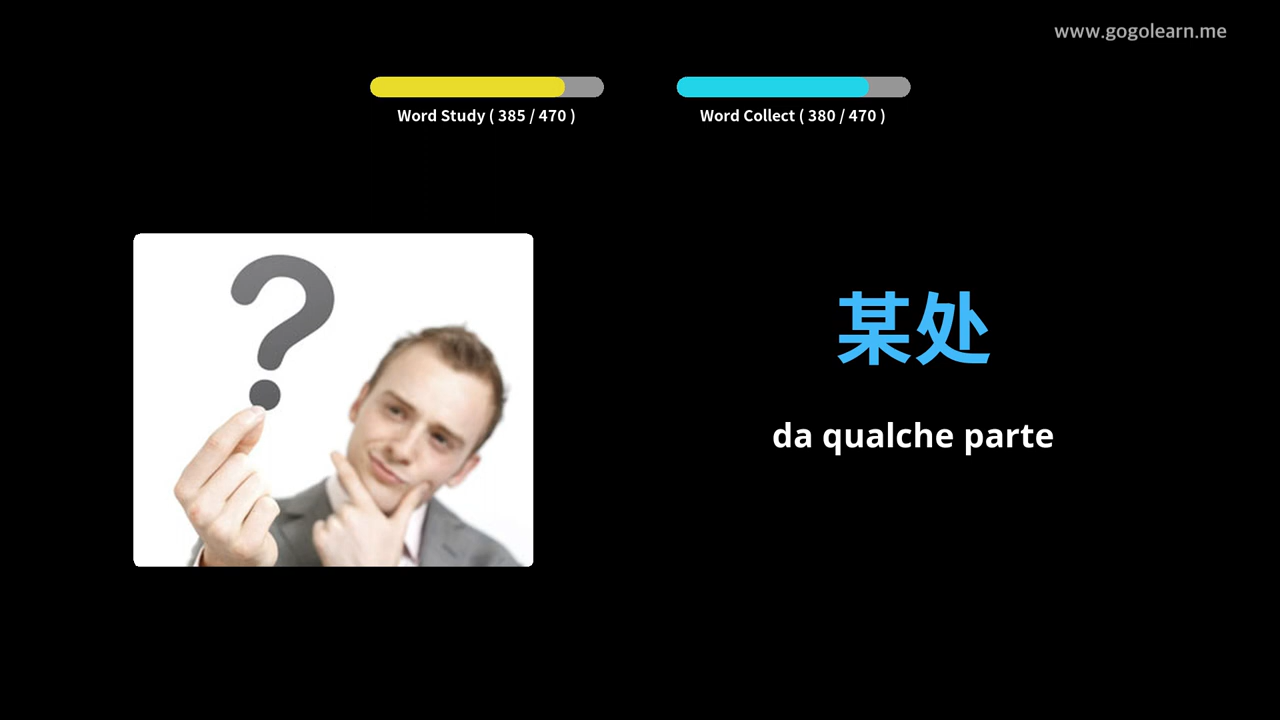 www.gogolearn.me
Word Study ( 385 / 470 )
Word Collect ( 380 / 470 )
?
某处
da qualche parte